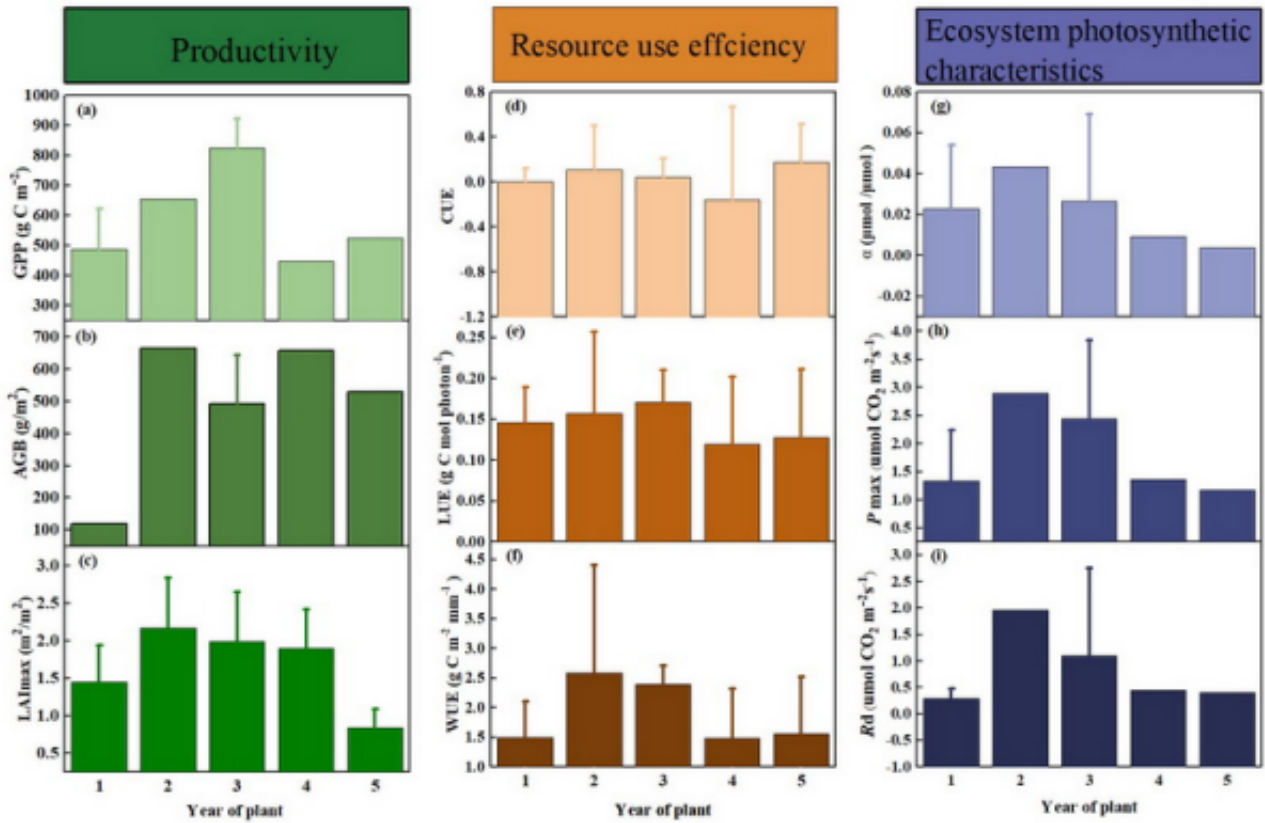 Productivity
Resource use effciency
Ecosystem photosynthetic
characteristics
(a)
GPP (g C m⁻²)
1000
900
800
700
600
500
400
300
(b)
AGB (g/m²)
700
600
500
400
300
200
100
(c)
LAImax (m²/m²)
3.0
2.5
2.0
1.5
1.0
0.5
1 2 3 4 5
Year of plant
(d)
CUE
0.8
0.4
0.0
-0.4
-0.8
-1.2
(e)
LUE (g C mol photon⁻¹)
0.25
0.20
0.15
0.10
0.05
0.00
(f)
WUE (g C m⁻² mm⁻¹)
4.5
4.0
3.5
3.0
2.5
2.0
1.5
1.0
1 2 3 4 5
Year of plant
(g)
α (μmol /μmol)
0.08
0.06
0.04
0.02
0.00
-0.02
(h)
P max (umol CO₂ m⁻²s⁻¹)
4.0
3.5
3.0
2.5
2.0
1.5
1.0
0.5
(i)
Rd (umol CO₂ m⁻²s⁻¹)
3.0
2.5
2.0
1.5
1.0
0.5
0.0
-0.5
-1.0
1 2 3 4 5
Year of plant